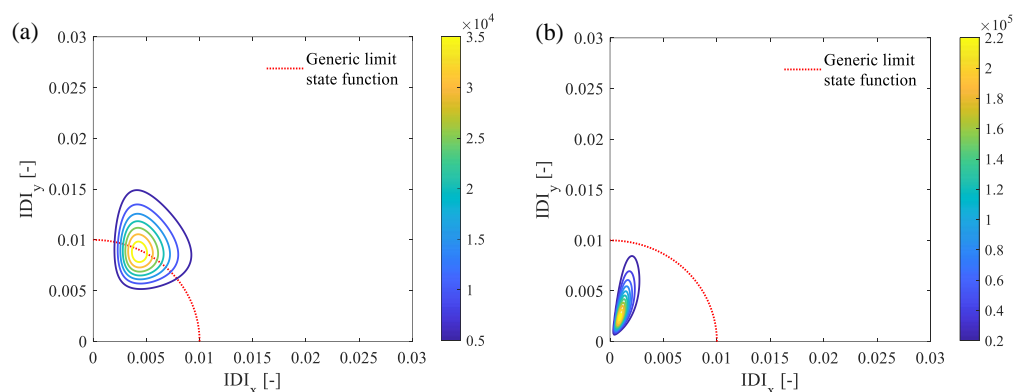 (a)
×10⁴
0.03
0.025
0.02
0.015
0.01
0.005
0
IDI_y [-]
Generic limit
state function
3.5
3
2.5
2
1.5
1
0.5
0 0.005 0.01 0.015 0.02 0.025 0.03
IDI_x [-]
(b)
×10⁵
0.03
0.025
0.02
0.015
0.01
0.005
0
IDI_y [-]
Generic limit
state function
2.2
2
1.8
1.6
1.4
1.2
1
0.8
0.6
0.4
0.2
0 0.005 0.01 0.015 0.02 0.025 0.03
IDI_x [-]